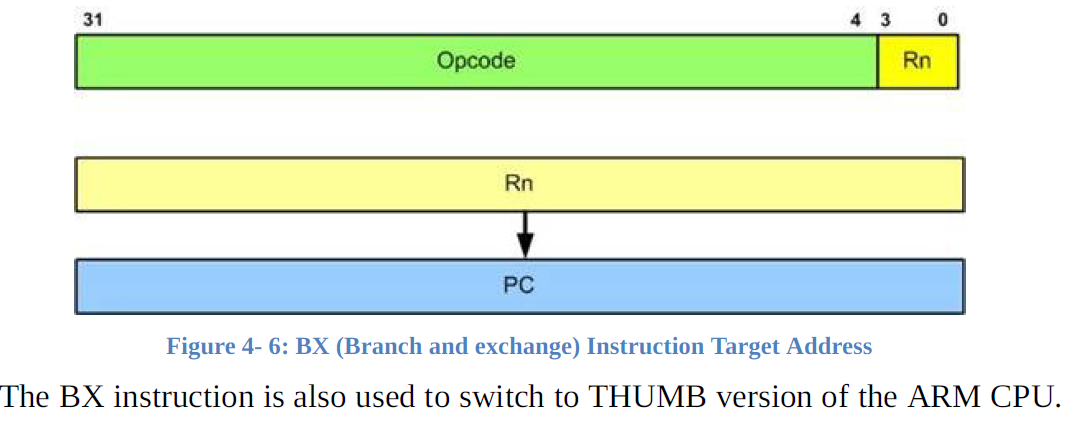 31 4 3 0
Opcode Rn
Rn
PC
Figure 4- 6: BX (Branch and exchange) Instruction Target Address
The BX instruction is also used to switch to THUMB version of the ARM CPU.